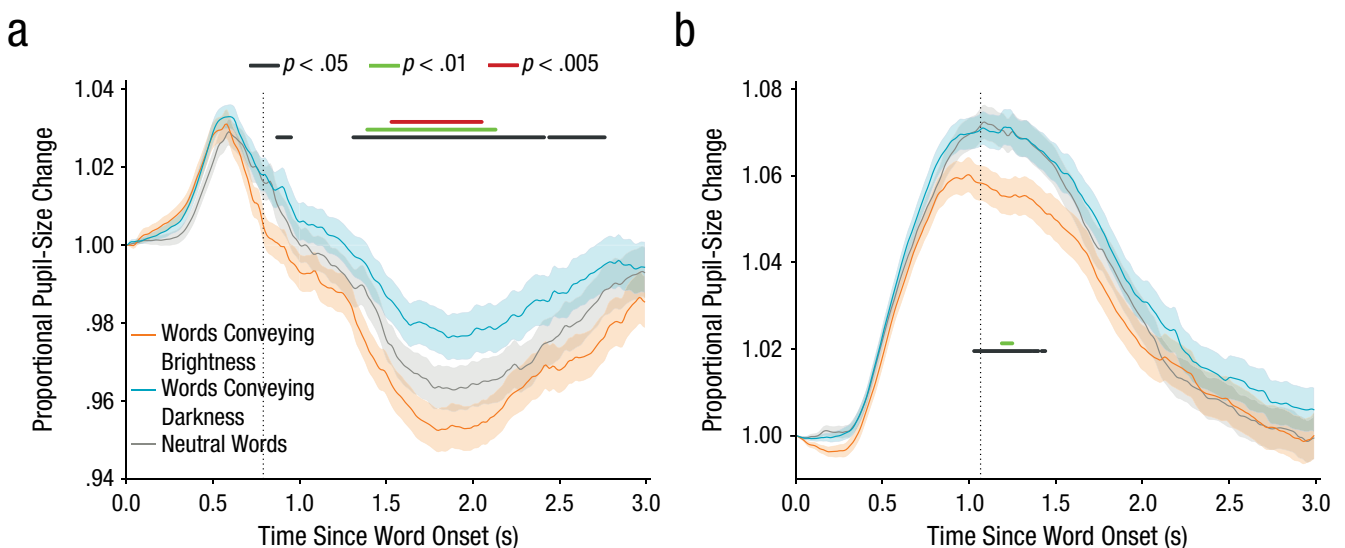 a
p < .05
p < .01
p < .005
1.04
1.02
1.00
.98
.96
.94
Proportional Pupil-Size Change
Words Conveying
Brightness
Words Conveying
Darkness
Neutral Words
0.0
0.5
1.0
1.5
2.0
2.5
3.0
Time Since Word Onset (s)
b
1.08
1.06
1.04
1.02
1.00
Proportional Pupil-Size Change
0.0
0.5
1.0
1.5
2.0
2.5
3.0
Time Since Word Onset (s)